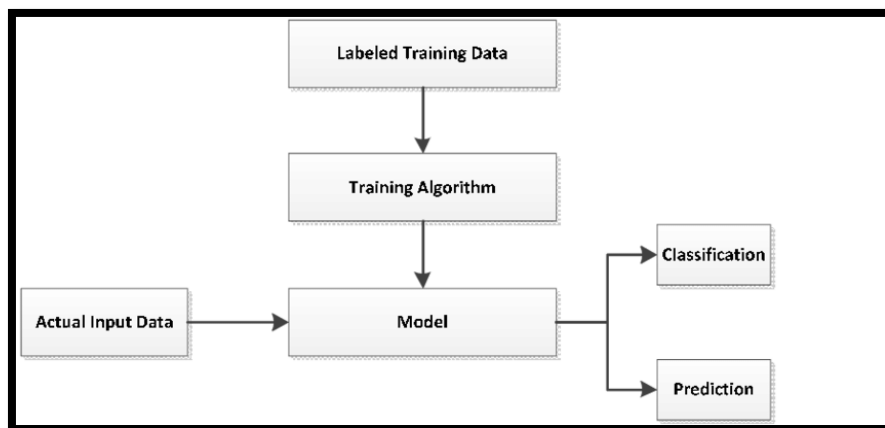 Labeled Training Data
Training Algorithm
Classification
Actual Input Data
Model
Prediction